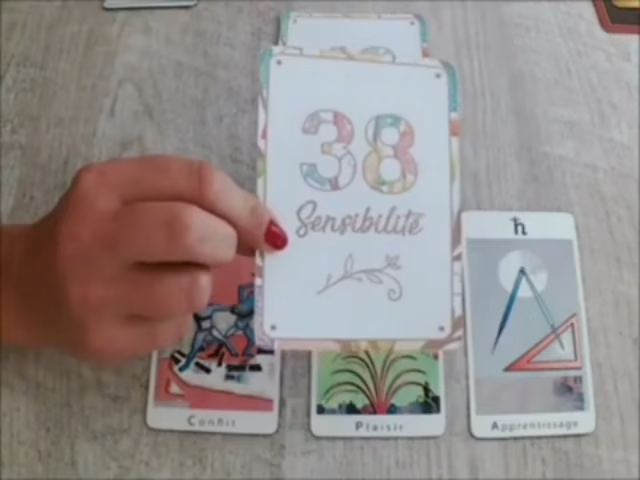 38
Sensibilité
♄
Conflit
Plaisir
Apprentissage